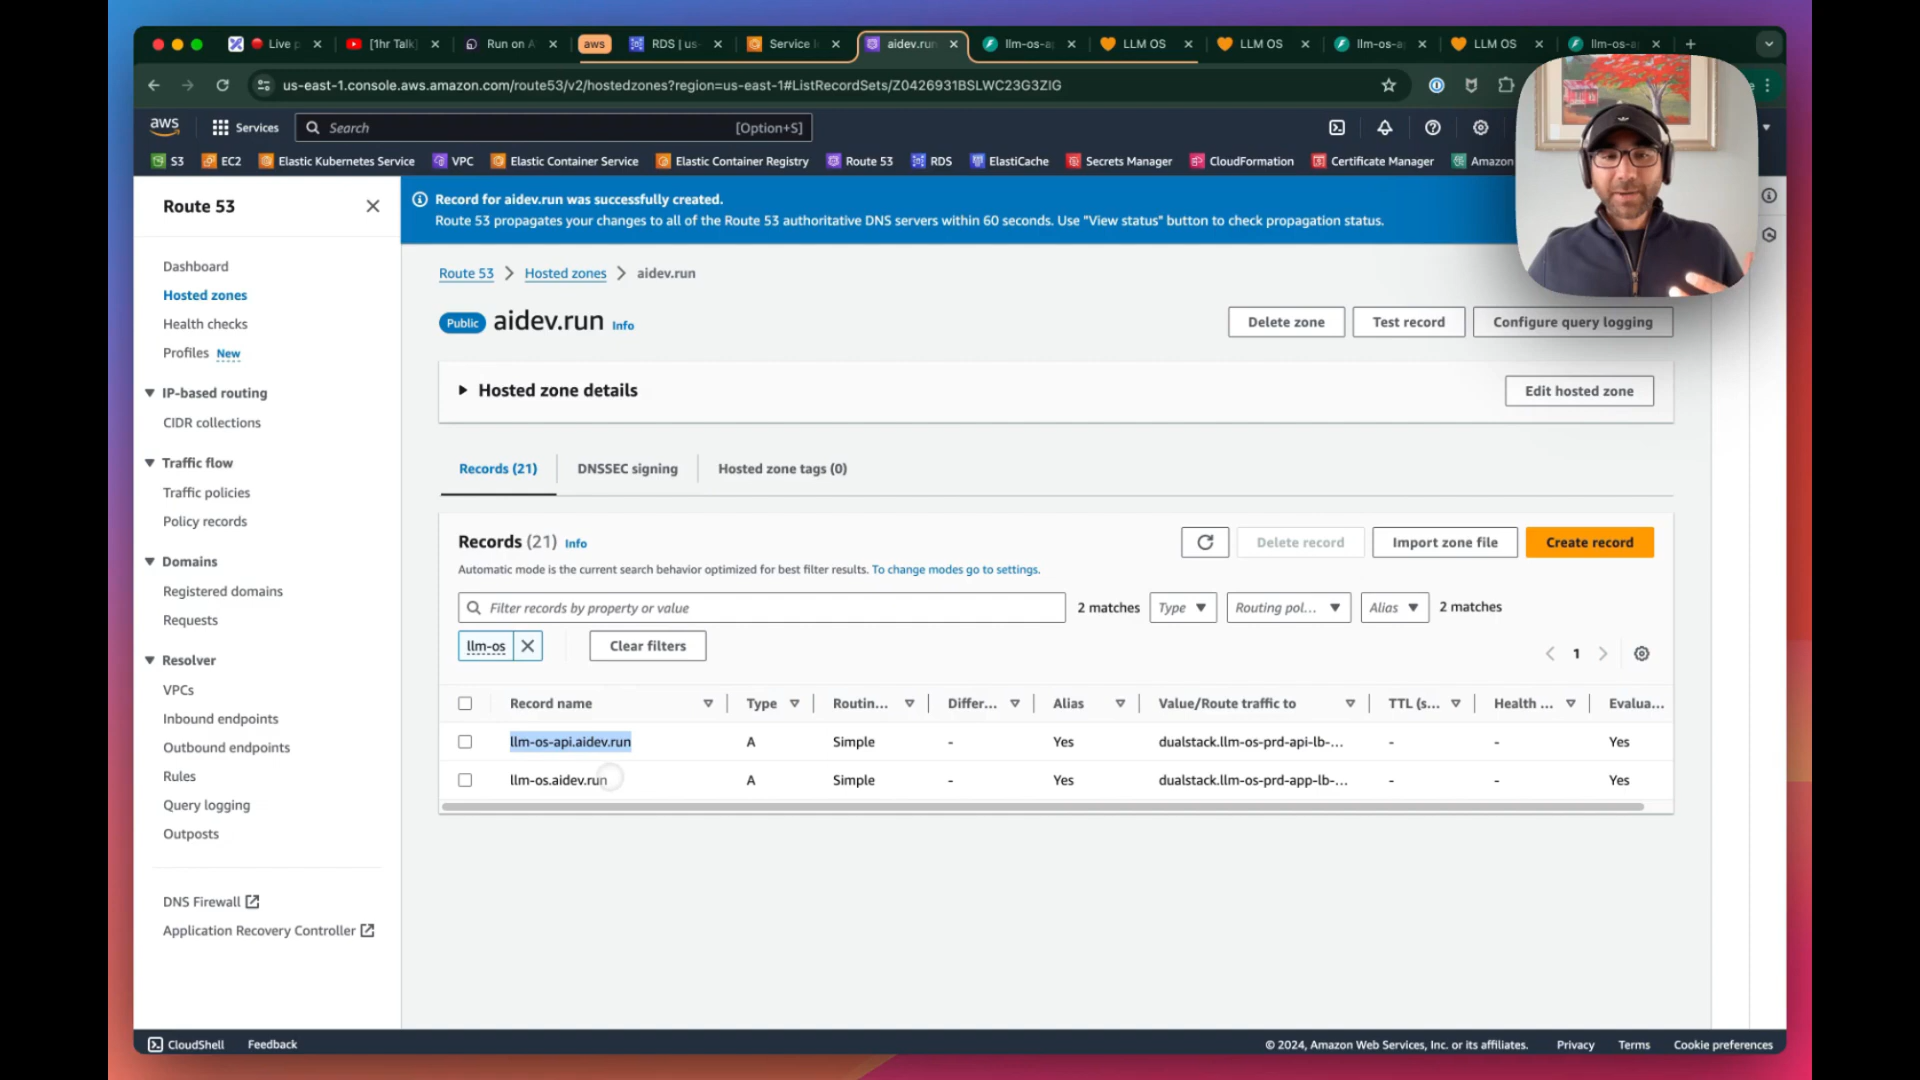 Live p
[1hr Talk]
Run on A
aws
RDS | us-
Service
aidev.run
llm-os-a
LLM OS
LLM OS
llm-os-a
LLM OS
llm-os-a
us-east-1.console.aws.amazon.com/route53/v2/hostedzones?region=us-east-1#ListRecordSets/Z0426931BSLWC23G3ZIG
aws
Services
Search
[Option+S]
S3
EC2
Elastic Kubernetes Service
VPC
Elastic Container Service
Elastic Container Registry
Route 53
RDS
ElastiCache
Secrets Manager
CloudFormation
Certificate Manager
Amazon
Route 53
Dashboard
Hosted zones
Health checks
Profiles New
IP-based routing
CIDR collections
Traffic flow
Traffic policies
Policy records
Domains
Registered domains
Requests
Resolver
VPCs
Inbound endpoints
Outbound endpoints
Rules
Query logging
Outposts
DNS Firewall
Application Recovery Controller
Record for aidev.run was successfully created.
Route 53 propagates your changes to all of the Route 53 authoritative DNS servers within 60 seconds. Use "View status" button to check propagation status.
Route 53 > Hosted zones > aidev.run
Public aidev.run Info
Delete zone
Test record
Configure query logging
Hosted zone details
Edit hosted zone
Records (21)
DNSSEC signing
Hosted zone tags (0)
Records (21) Info
Delete record
Import zone file
Create record
Automatic mode is the current search behavior optimized for best filter results. To change modes go to settings.
Filter records by property or value
2 matches
Type
Routing pol...
Alias
2 matches
llm-os
Clear filters
1
Record name Type Routin... Differ... Alias Value/Route traffic to TTL (s... Health ... Evalua...
llm-os-api.aidev.run A Simple - Yes dualstack.llm-os-prd-api-lb-... - - Yes
llm-os.aidev.run A Simple - Yes dualstack.llm-os-prd-app-lb-... - - Yes
CloudShell
Feedback
© 2024, Amazon Web Services, Inc. or its affiliates.
Privacy
Terms
Cookie preferences